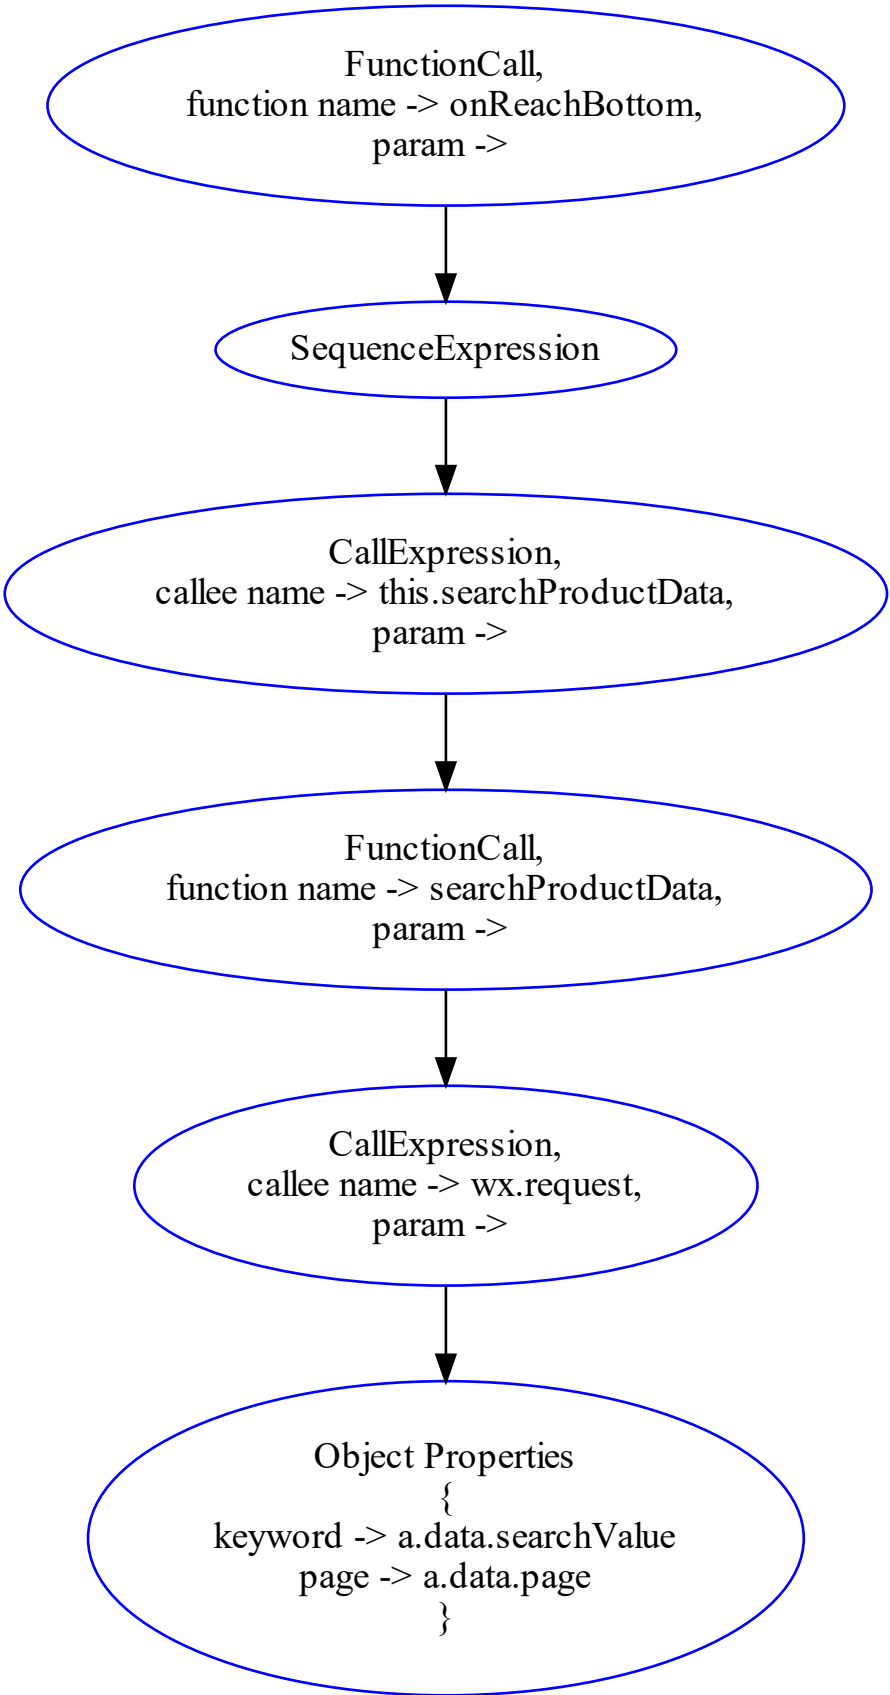 FunctionCall,
function name -> onReachBottom,
param ->
SequenceExpression
CallExpression,
callee name -> this.searchProductData,
param ->
FunctionCall,
function name -> searchProductData,
param ->
CallExpression,
callee name -> wx.request,
param ->
Object Properties
{
keyword -> a.data.searchValue
page -> a.data.page
}